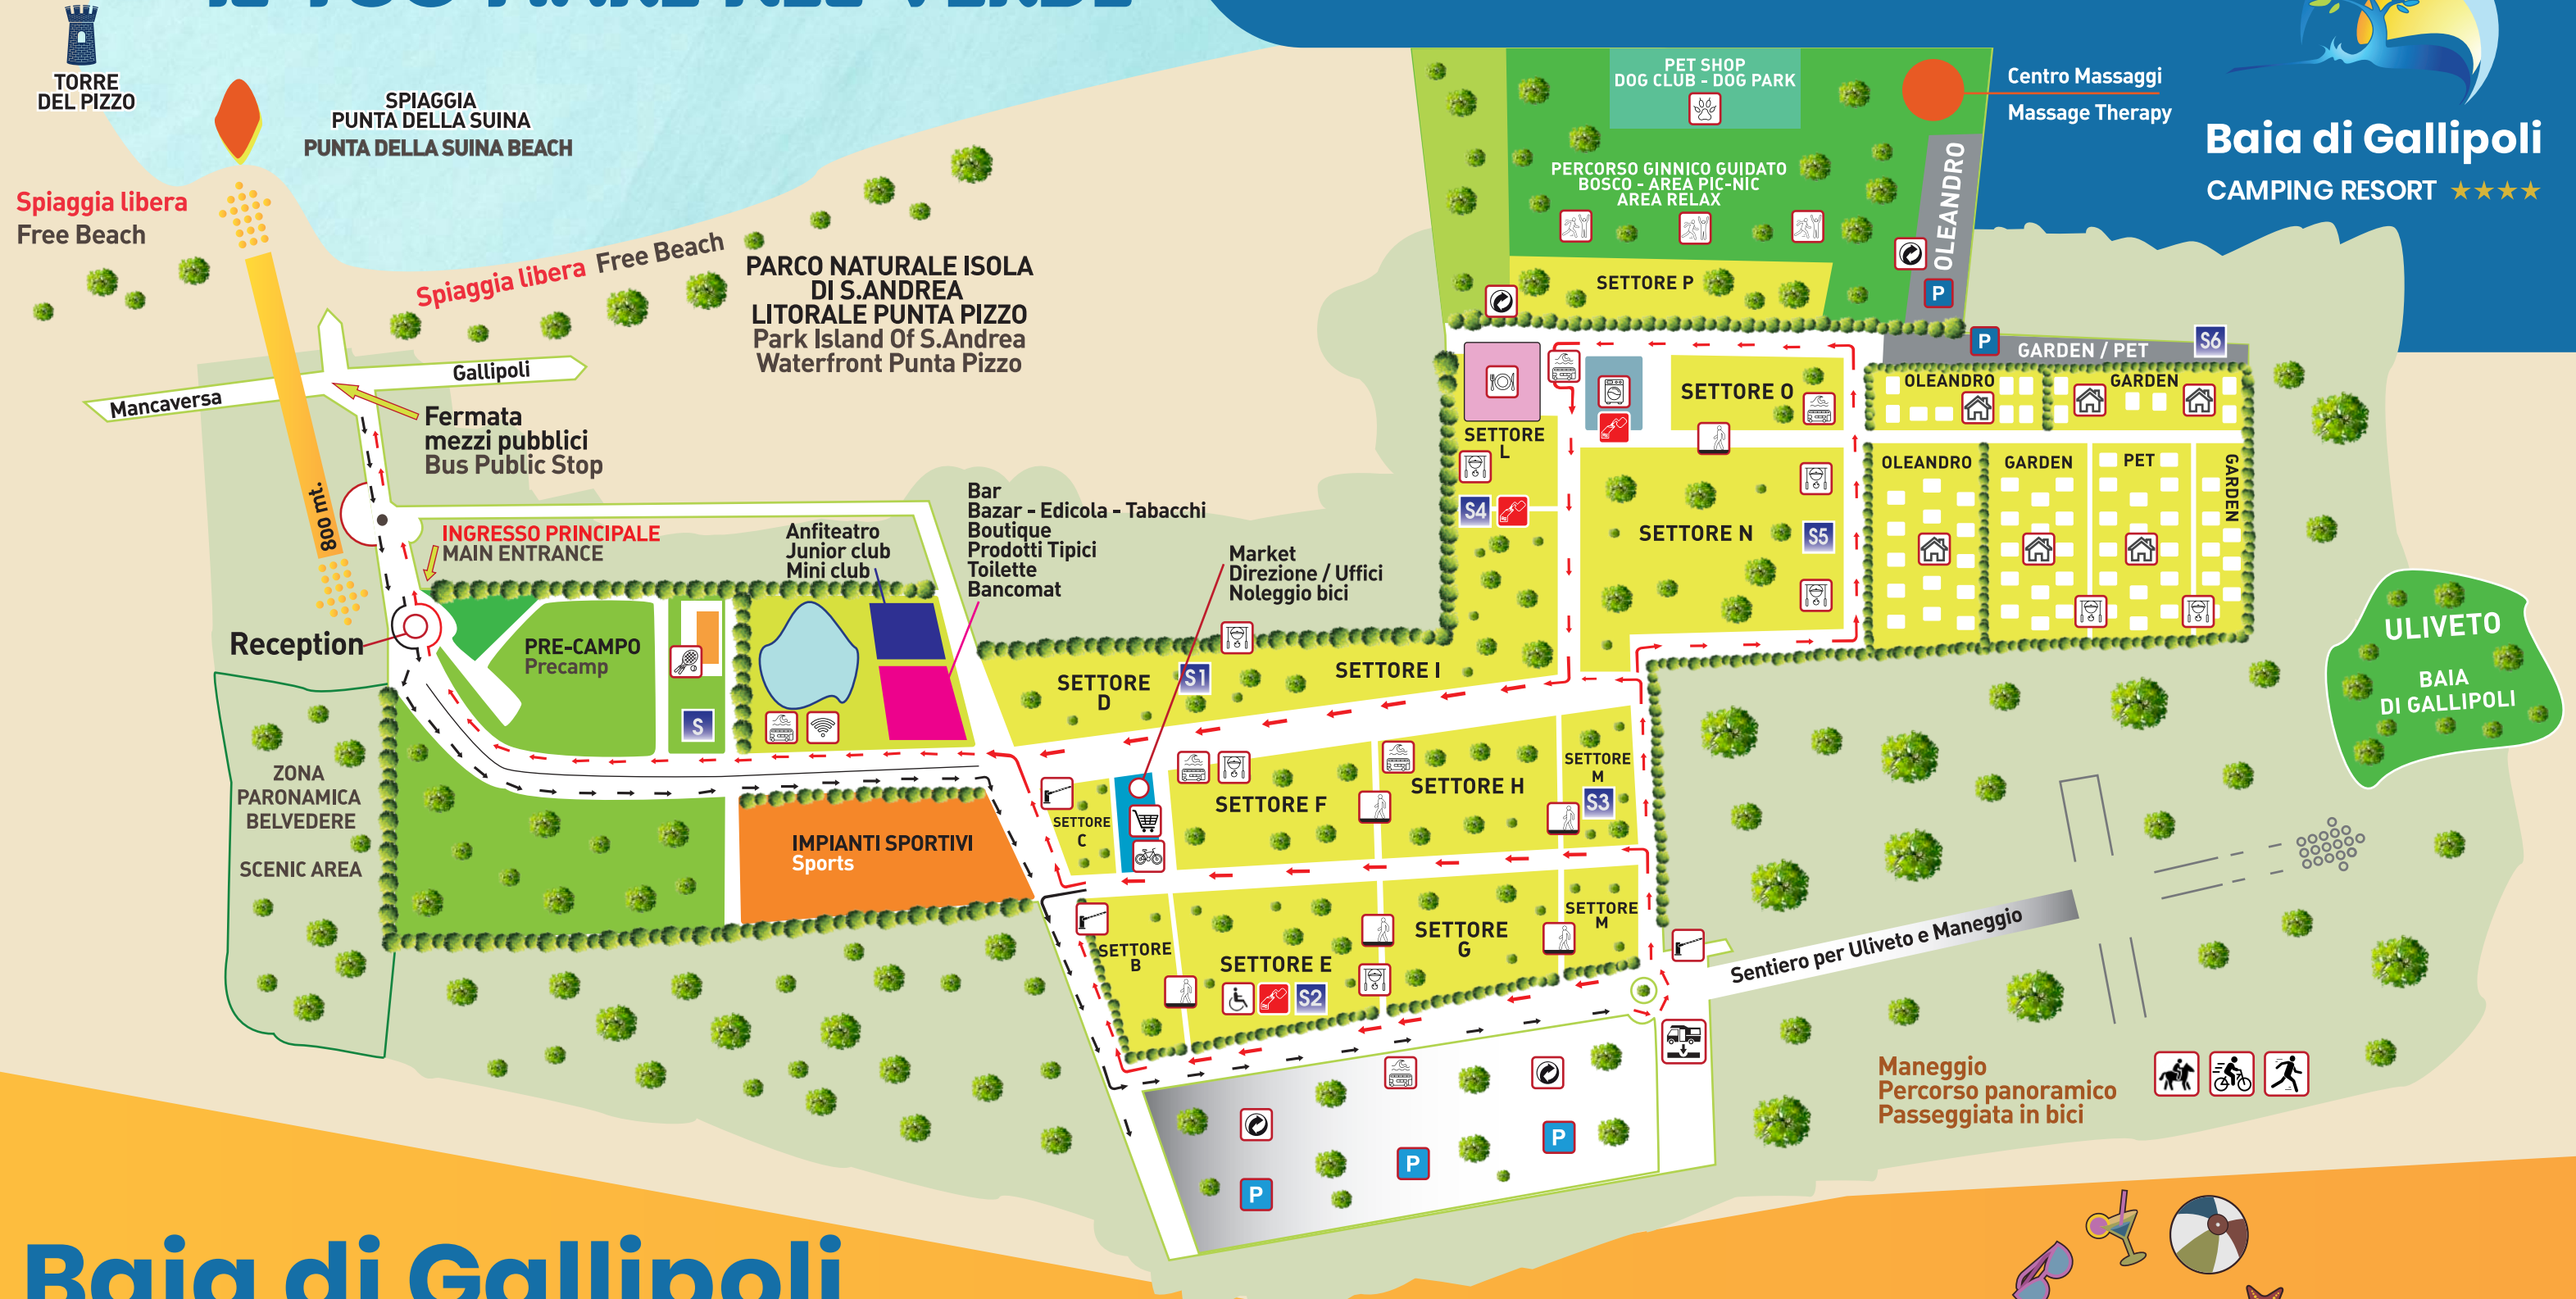 IL TUO MARE NEL VERDE
TORRE
DEL PIZZO
SPIAGGIA
PUNTA DELLA SUINA
PUNTA DELLA SUINA BEACH
Spiaggia libera
Free Beach
Spiaggia libera Free Beach
PARCO NATURALE ISOLA
DI S.ANDREA
LITORALE PUNTA PIZZO
Park Island Of S.Andrea
Waterfront Punta Pizzo
PET SHOP
DOG CLUB - DOG PARK
Centro Massaggi
Massage Therapy
Baia di Gallipoli
CAMPING RESORT ★★★★
PERCORSO GINNICO GUIDATO
BOSCO - AREA PIC-NIC
AREA RELAX
OLEANDRO
P
SETTORE P
Gallipoli
Mancaversa
Fermata
mezzi pubblici
Bus Public Stop
800 mt.
INGRESSO PRINCIPALE
MAIN ENTRANCE
Reception
PRE-CAMPO
Precamp
S
Anfiteatro
Junior club
Mini club
Bar
Bazar - Edicola - Tabacchi
Boutique
Prodotti Tipici
Toilette
Bancomat
Market
Direzione / Uffici
Noleggio bici
P
GARDEN / PET
S6
SETTORE O
OLEANDRO
GARDEN
SETTORE
L
S4
SETTORE N
S5
OLEANDRO
GARDEN
PET
GARDEN
SETTORE
D
S1
SETTORE I
ULIVETO
BAIA
DI GALLIPOLI
ZONA
PARONAMICA
BELVEDERE
SCENIC AREA
IMPIANTI SPORTIVI
Sports
SETTORE
C
SETTORE F
SETTORE H
SETTORE
M
S3
SETTORE
B
SETTORE E
S2
SETTORE
G
SETTORE
M
Sentiero per Uliveto e Maneggio
Maneggio
Percorso panoramico
Passeggiata in bici
P
P
P
Baia di Gallipoli